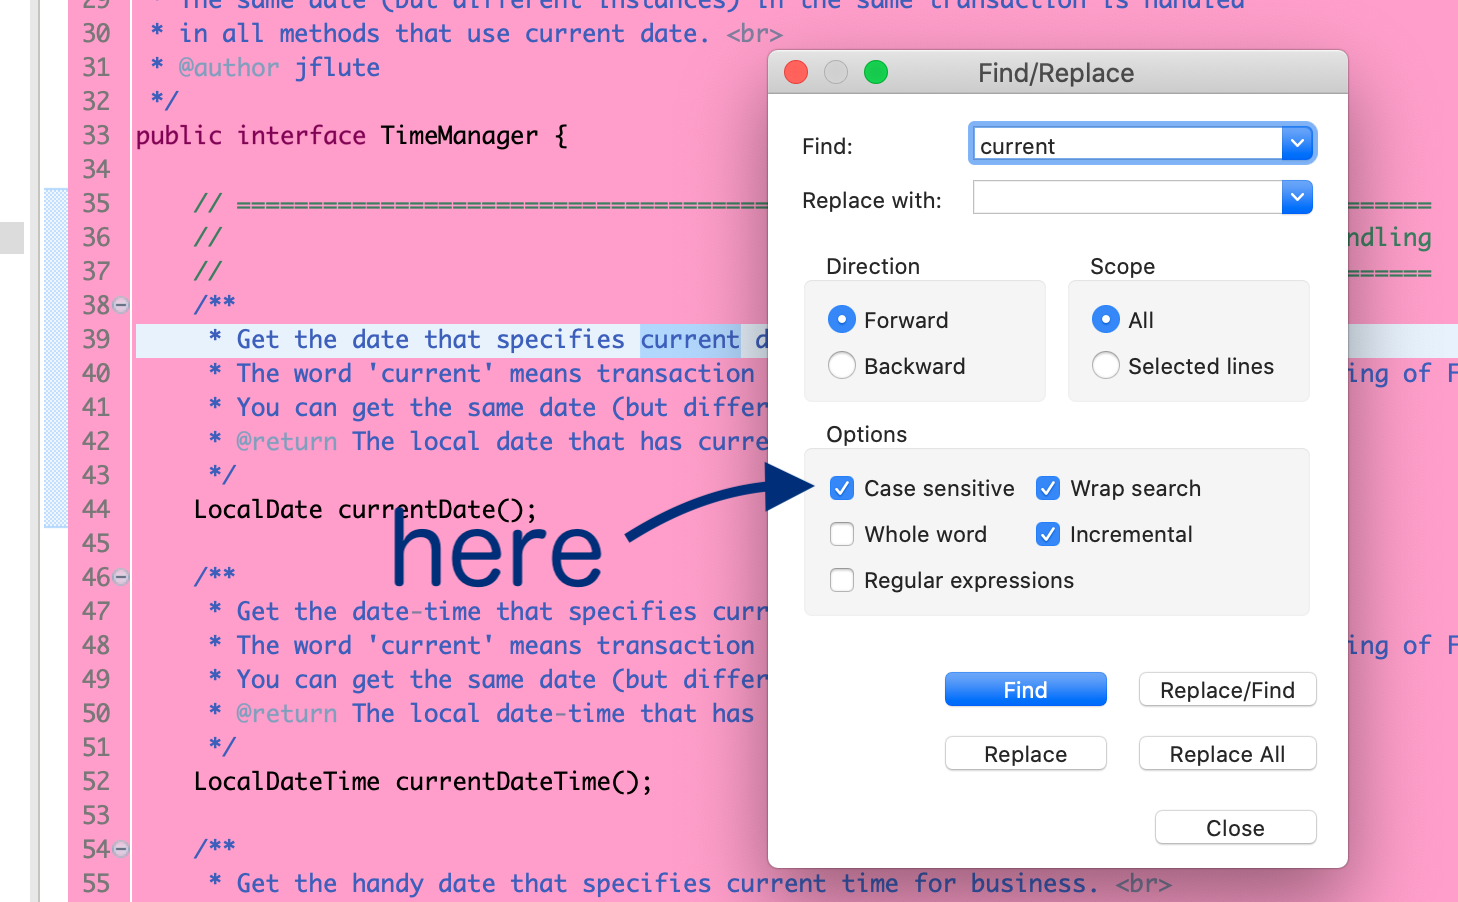 29 * The same date (but different instances) in the same transaction is handled
30 * in all methods that use current date. <br>
31 * @author jflute
32 */
33 public interface TimeManager {
34
35 // ===================================== ======
36 // ndling
37 // ======
38 /**
39 * Get the date that specifies current d
40 * The word 'current' means transaction ing of F
41 * You can get the same date (but differ
42 * @return The local date that has curre
43 */
44 LocalDate currentDate();
45
46 /**
47 * Get the date-time that specifies curr
48 * The word 'current' means transaction ing of F
49 * You can get the same date (but differ
50 * @return The local date-time that has
51 */
52 LocalDateTime currentDateTime();
53
54 /**
55 * Get the handy date that specifies current time for business. <br>
here
Find/Replace
Find: current
Replace with:
Direction
Forward
Backward
Scope
All
Selected lines
Options
Case sensitive Wrap search
Whole word Incremental
Regular expressions
Find Replace/Find
Replace Replace All
Close